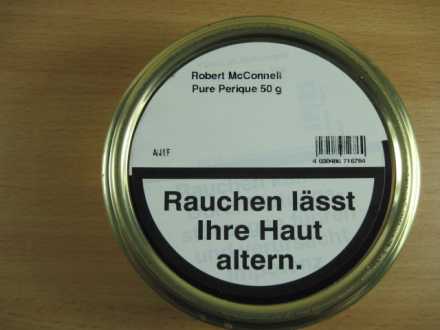 Robert McConnell
Pure Perique 50 g
Rauchen lässt
Ihre Haut
altern.